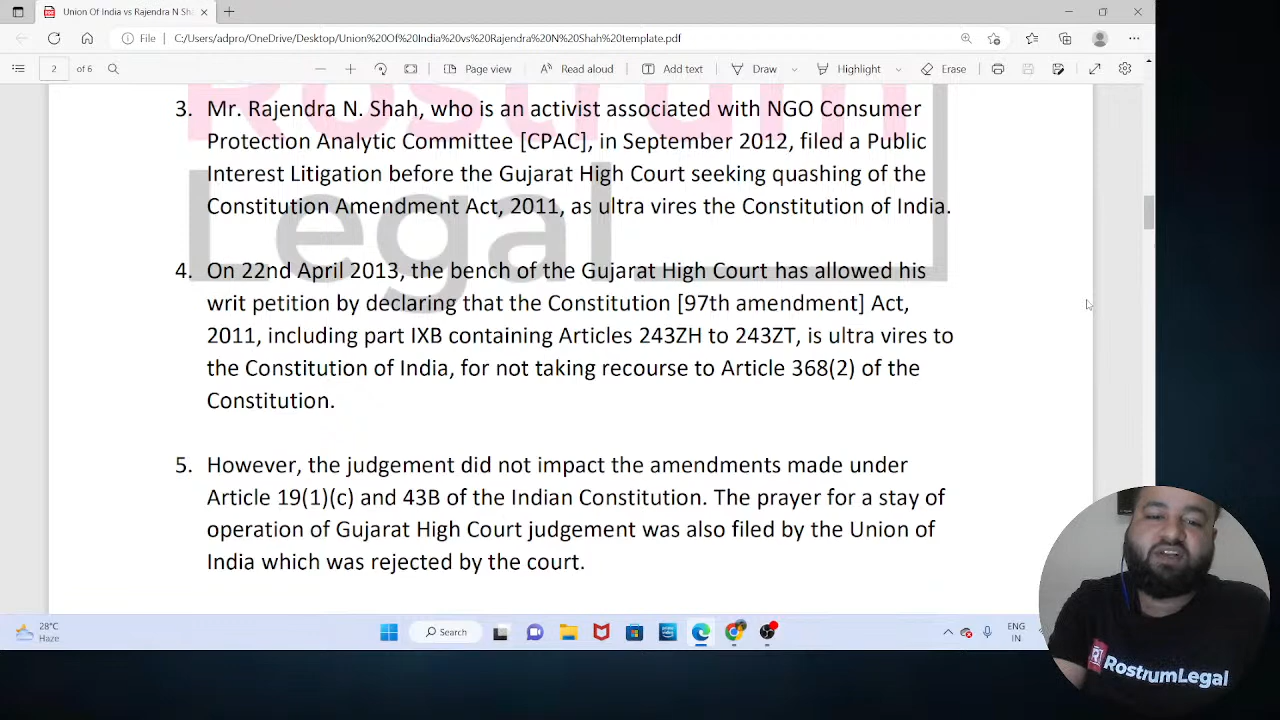 Union Of India vs Rajendra N Sha
File C:/Users/adpro/OneDrive/Desktop/Union%20Of%20India%20vs%20Rajendra%20N%20Shah%20template.pdf
2 of 6 Page view Read aloud Add text Draw Highlight Erase
Rostrum
Legal
3. Mr. Rajendra N. Shah, who is an activist associated with NGO Consumer
Protection Analytic Committee [CPAC], in September 2012, filed a Public
Interest Litigation before the Gujarat High Court seeking quashing of the
Constitution Amendment Act, 2011, as ultra vires the Constitution of India.
4. On 22nd April 2013, the bench of the Gujarat High Court has allowed his
writ petition by declaring that the Constitution [97th amendment] Act,
2011, including part IXB containing Articles 243ZH to 243ZT, is ultra vires to
the Constitution of India, for not taking recourse to Article 368(2) of the
Constitution.
5. However, the judgement did not impact the amendments made under
Article 19(1)(c) and 43B of the Indian Constitution. The prayer for a stay of
operation of Gujarat High Court judgement was also filed by the Union of
India which was rejected by the court.
28°C
Haze
Search
ENG
IN
RostrumLegal